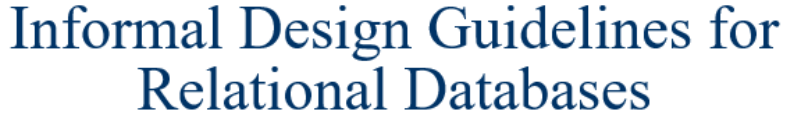 Informal Design Guidelines for
Relational Databases